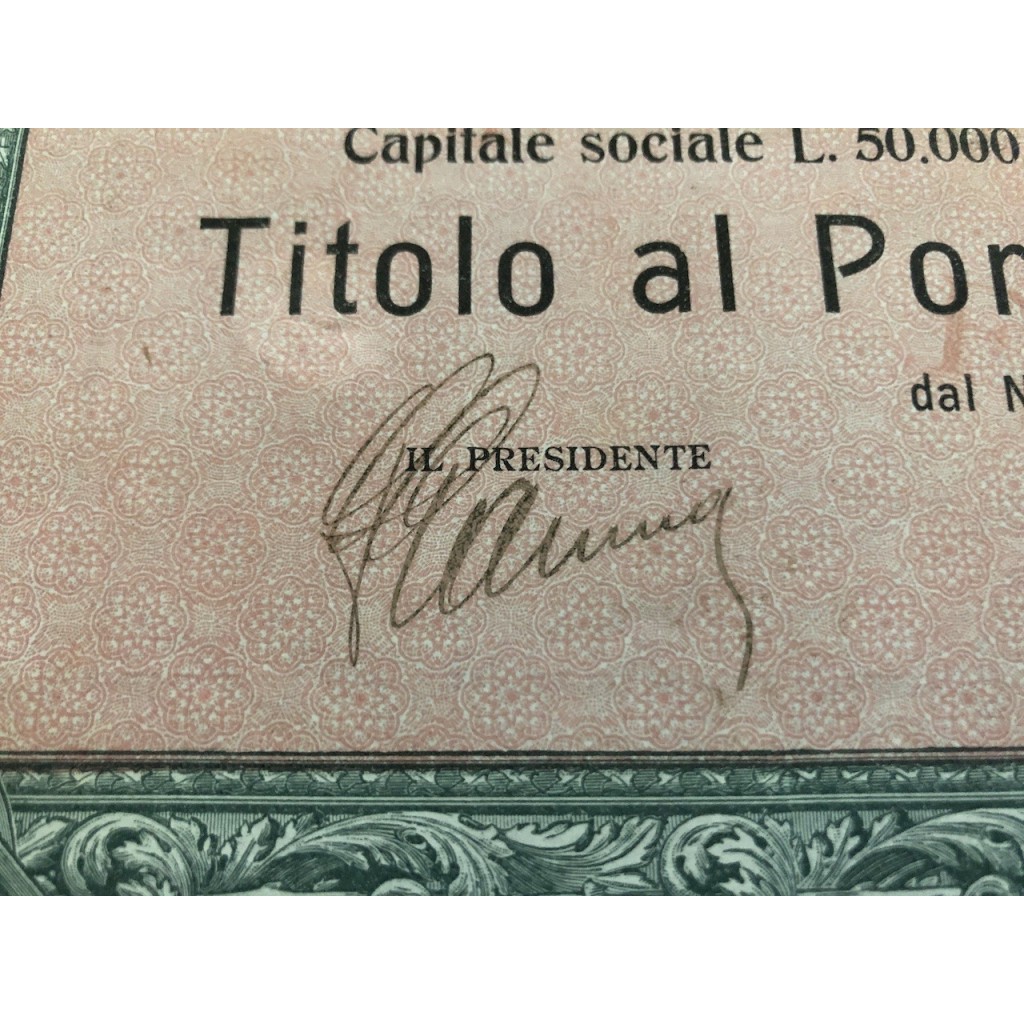 Capitale sociale L. 50.000
Titolo al Por
dal N
IL PRESIDENTE